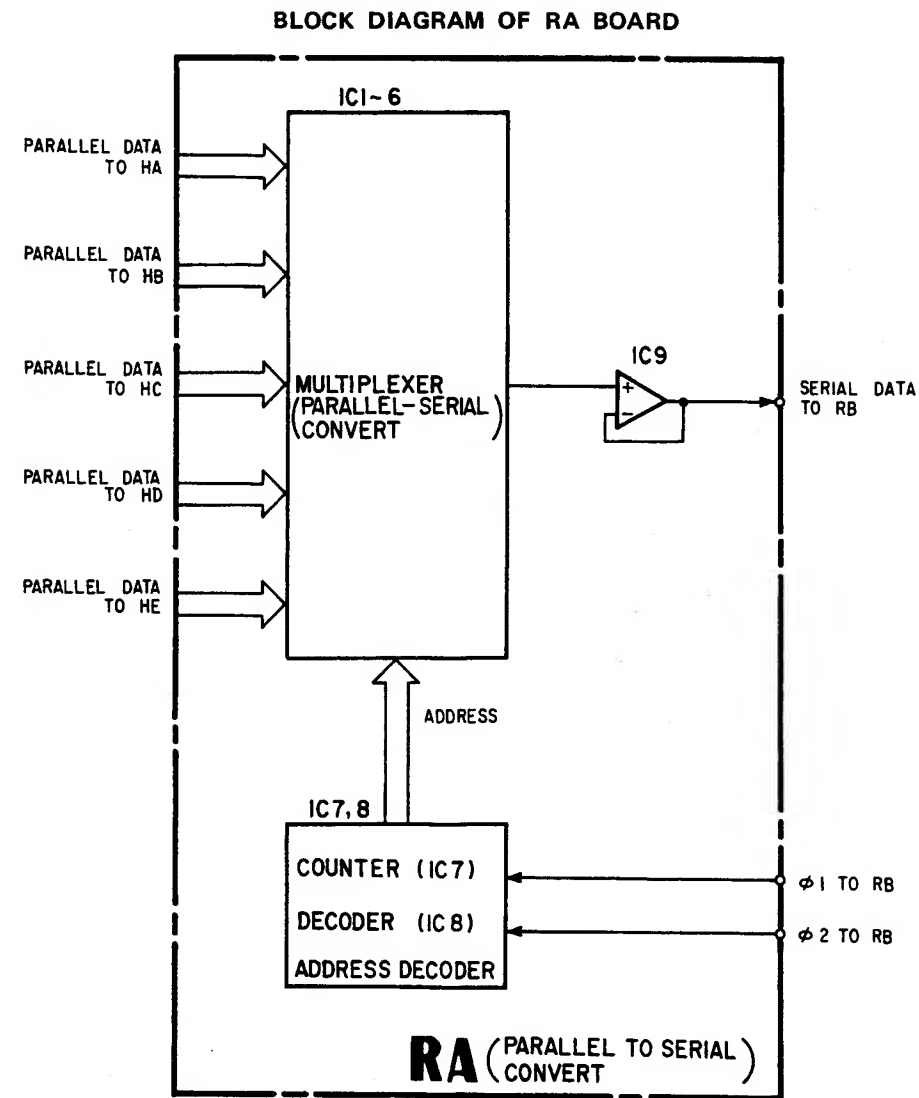 BLOCK DIAGRAM OF RA BOARD
IC1~6
PARALLEL DATA
TO HA
PARALLEL DATA
TO HB
PARALLEL DATA
TO HC
PARALLEL DATA
TO HD
PARALLEL DATA
TO HE
MULTIPLEXER
(PARALLEL-SERIAL
CONVERT)
IC9
+
-
SERIAL DATA
TO RB
ADDRESS
IC7, 8
COUNTER (IC7)
DECODER (IC8)
ADDRESS DECODER
φ1 TO RB
φ2 TO RB
RA (PARALLEL TO SERIAL
CONVERT)